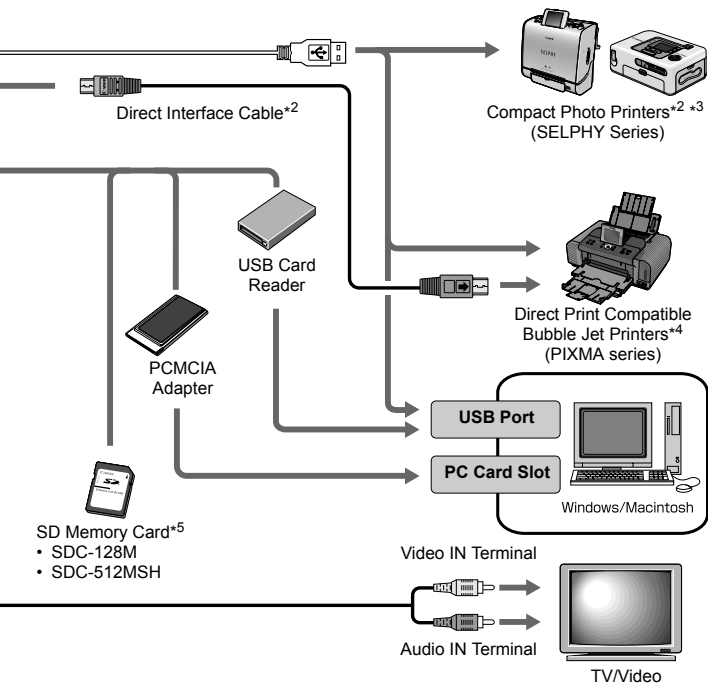 Direct Interface Cable*2
Compact Photo Printers*2 *3
(SELPHY Series)
SELPHY
USB Card
Reader
Direct Print Compatible
Bubble Jet Printers*4
(PIXMA series)
PCMCIA
Adapter
USB Port
PC Card Slot
Windows/Macintosh
SD Memory Card*5
• SDC-128M
• SDC-512MSH
Video IN Terminal
Audio IN Terminal
TV/Video